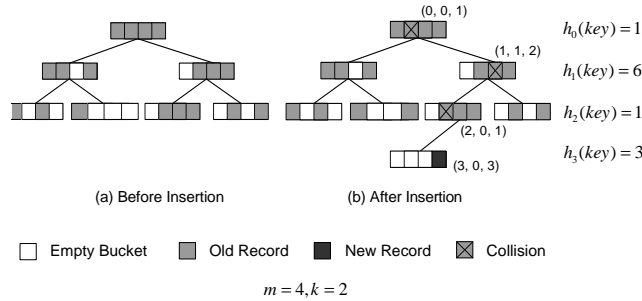 (0, 0, 1)
h₀(key) = 1
(1, 1, 2)
h₁(key) = 6
h₂(key) = 1
(2, 0, 1)
(3, 0, 3)
h₃(key) = 3
(a) Before Insertion
(b) After Insertion
Empty Bucket
Old Record
New Record
Collision
m = 4, k = 2